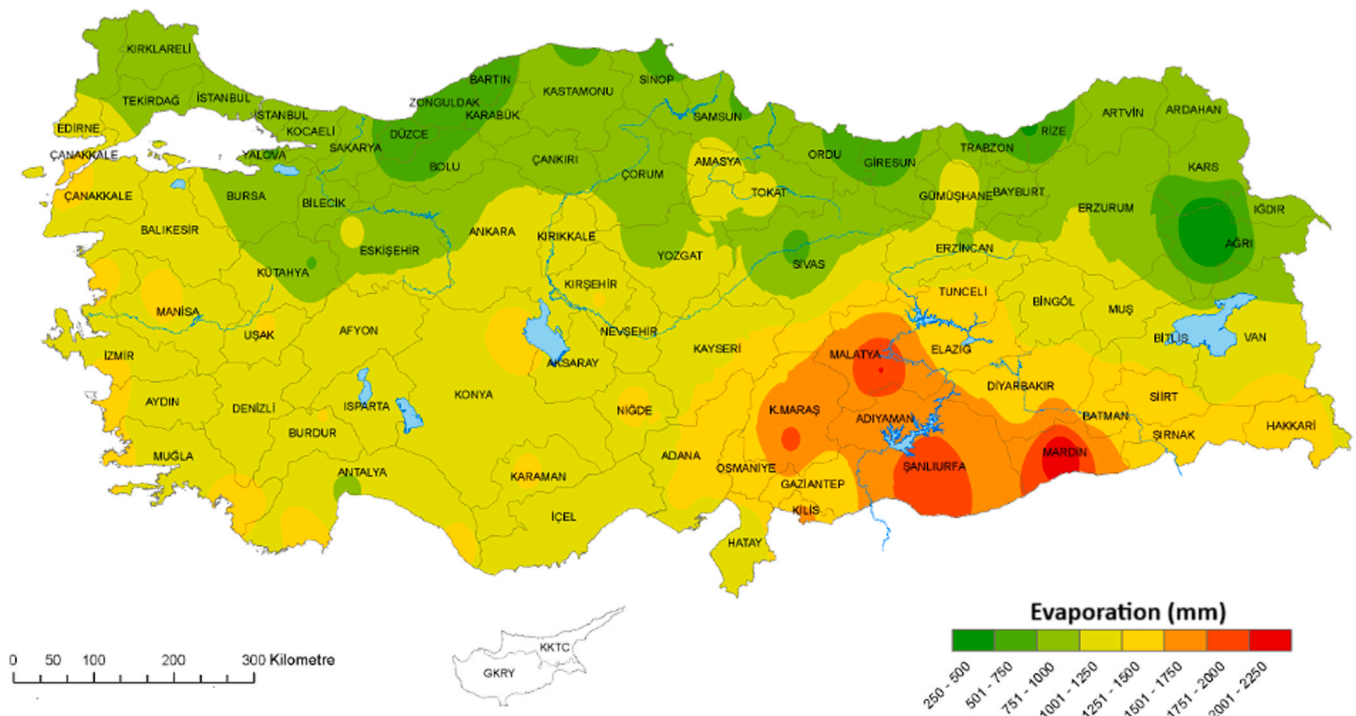 KIRKLARELİ
TEKİRDAĞ
İSTANBUL
EDİRNE
İSTANBUL
KOCAELİ
ÇANAKKALE
YALOVA
SAKARYA
ÇANAKKALE
BURSA
BİLECİK
BALIKESİR
ESKİŞEHİR
KÜTAHYA
MANİSA
UŞAK
AFYON
İZMİR
AYDIN
DENİZLİ
ISPARTA
BURDUR
MUĞLA
ANTALYA
BARTIN
ZONGULDAK
KARABÜK
DÜZCE
BOLU
KASTAMONU
SİNOP
SAMSUN
ÇANKIRI
ÇORUM
AMASYA
TOKAT
ANKARA
KIRIKKALE
YOZGAT
SİVAS
KIRŞEHİR
NEVŞEHİR
AKSARAY
KAYSERİ
KONYA
NİĞDE
KARAMAN
ADANA
İÇEL
OSMANİYE
HATAY
ORDU
GİRESUN
TRABZON
RİZE
ARTVİN
ARDAHAN
KARS
GÜMÜŞHANE
BAYBURT
ERZURUM
IĞDIR
AĞRI
ERZİNCAN
TUNCELİ
BİNGÖL
MUŞ
BİTLİS
VAN
MALATYA
ELAZIĞ
DİYARBAKIR
SİİRT
BATMAN
ŞIRNAK
HAKKARİ
K.MARAŞ
ADIYAMAN
MARDİN
ŞANLIURFA
GAZİANTEP
KİLİS
KKTC
GKRY
0 50 100 200 300 Kilometre
Evaporation (mm)
250 - 500
501 - 750
751 - 1000
1001 - 1250
1251 - 1500
1501 - 1750
1751 - 2000
2001 - 2250